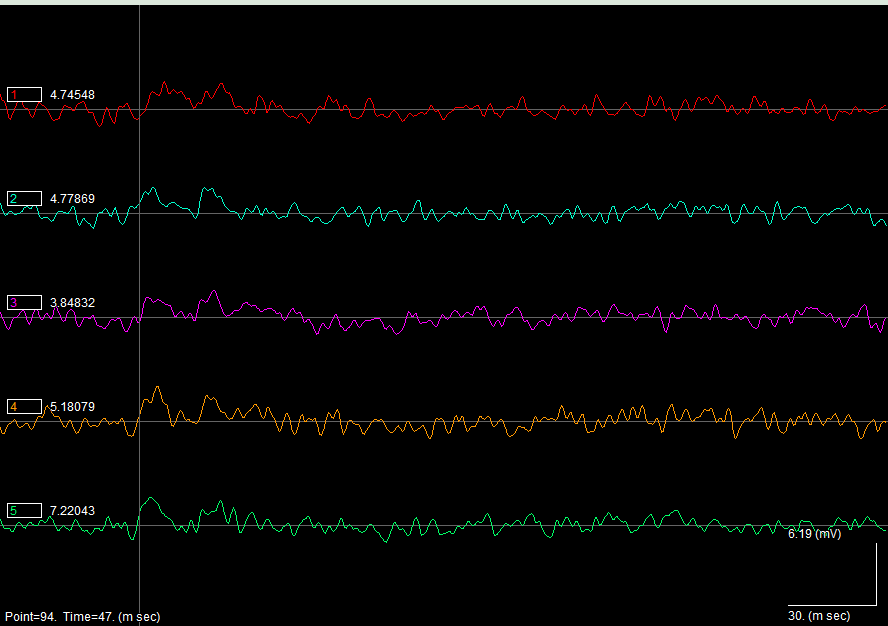 1 4.74548
2 4.77869
3 3.84832
4 5.18079
5 7.22043
6.19 (mV)
Point=94. Time=47. (m sec)
30. (m sec)